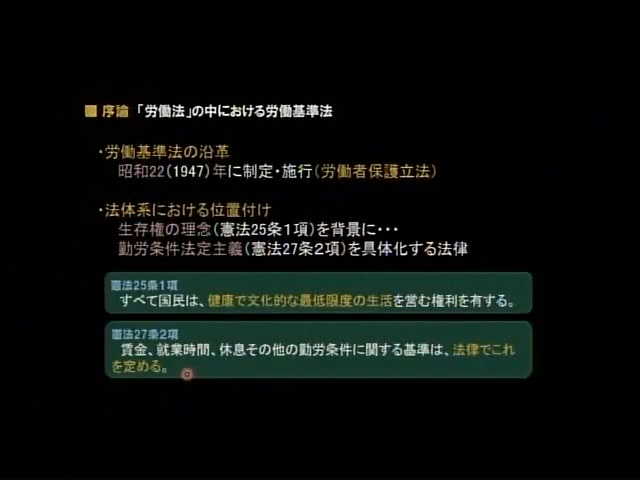 ■ 序論 「労働法」の中における労働基準法
・労働基準法の沿革
昭和22(1947)年に制定・施行(労働者保護立法)
・法体系における位置付け
生存権の理念(憲法25条1項)を背景に・・・
勤労条件法定主義(憲法27条2項)を具体化する法律
憲法25条1項
すべて国民は、健康で文化的な最低限度の生活を営む権利を有する。
憲法27条2項
賃金、就業時間、休息その他の勤労条件に関する基準は、法律でこれ
を定める。